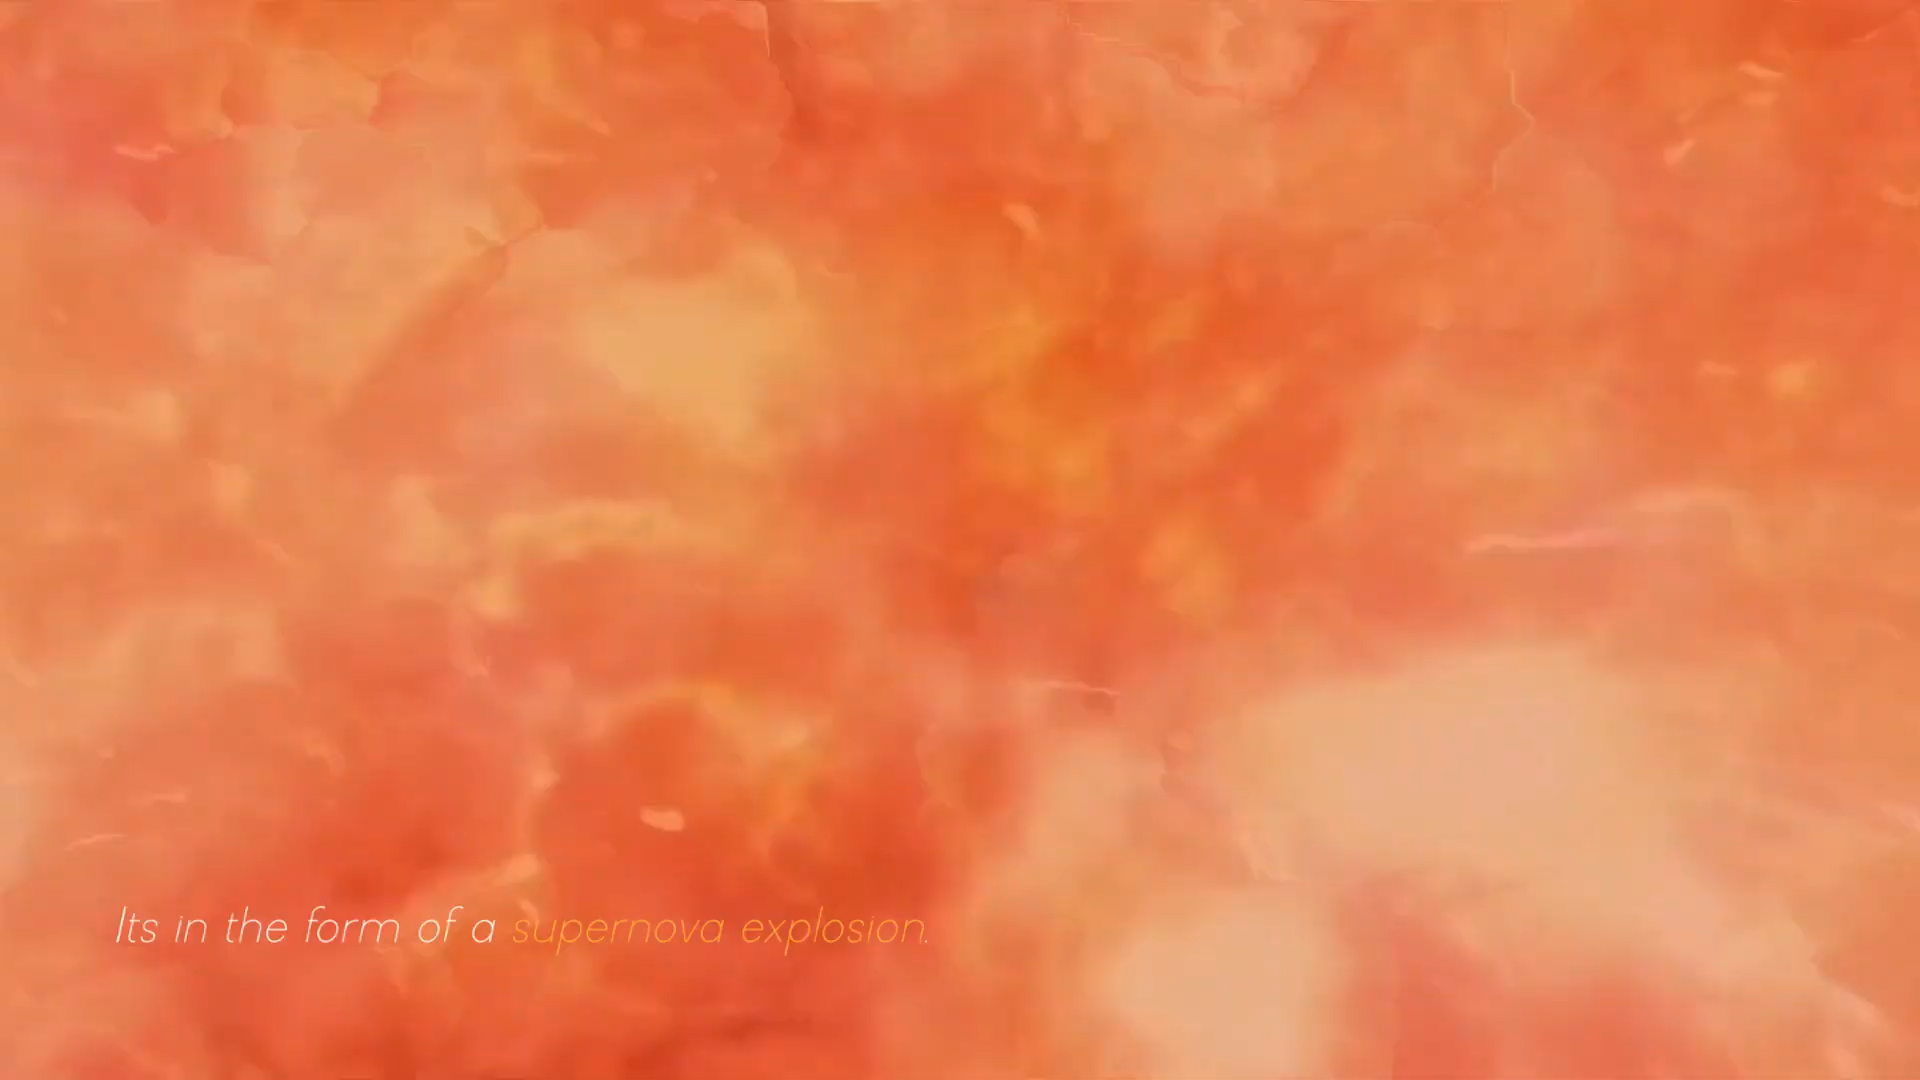 Its in the form of a supernova explosion.